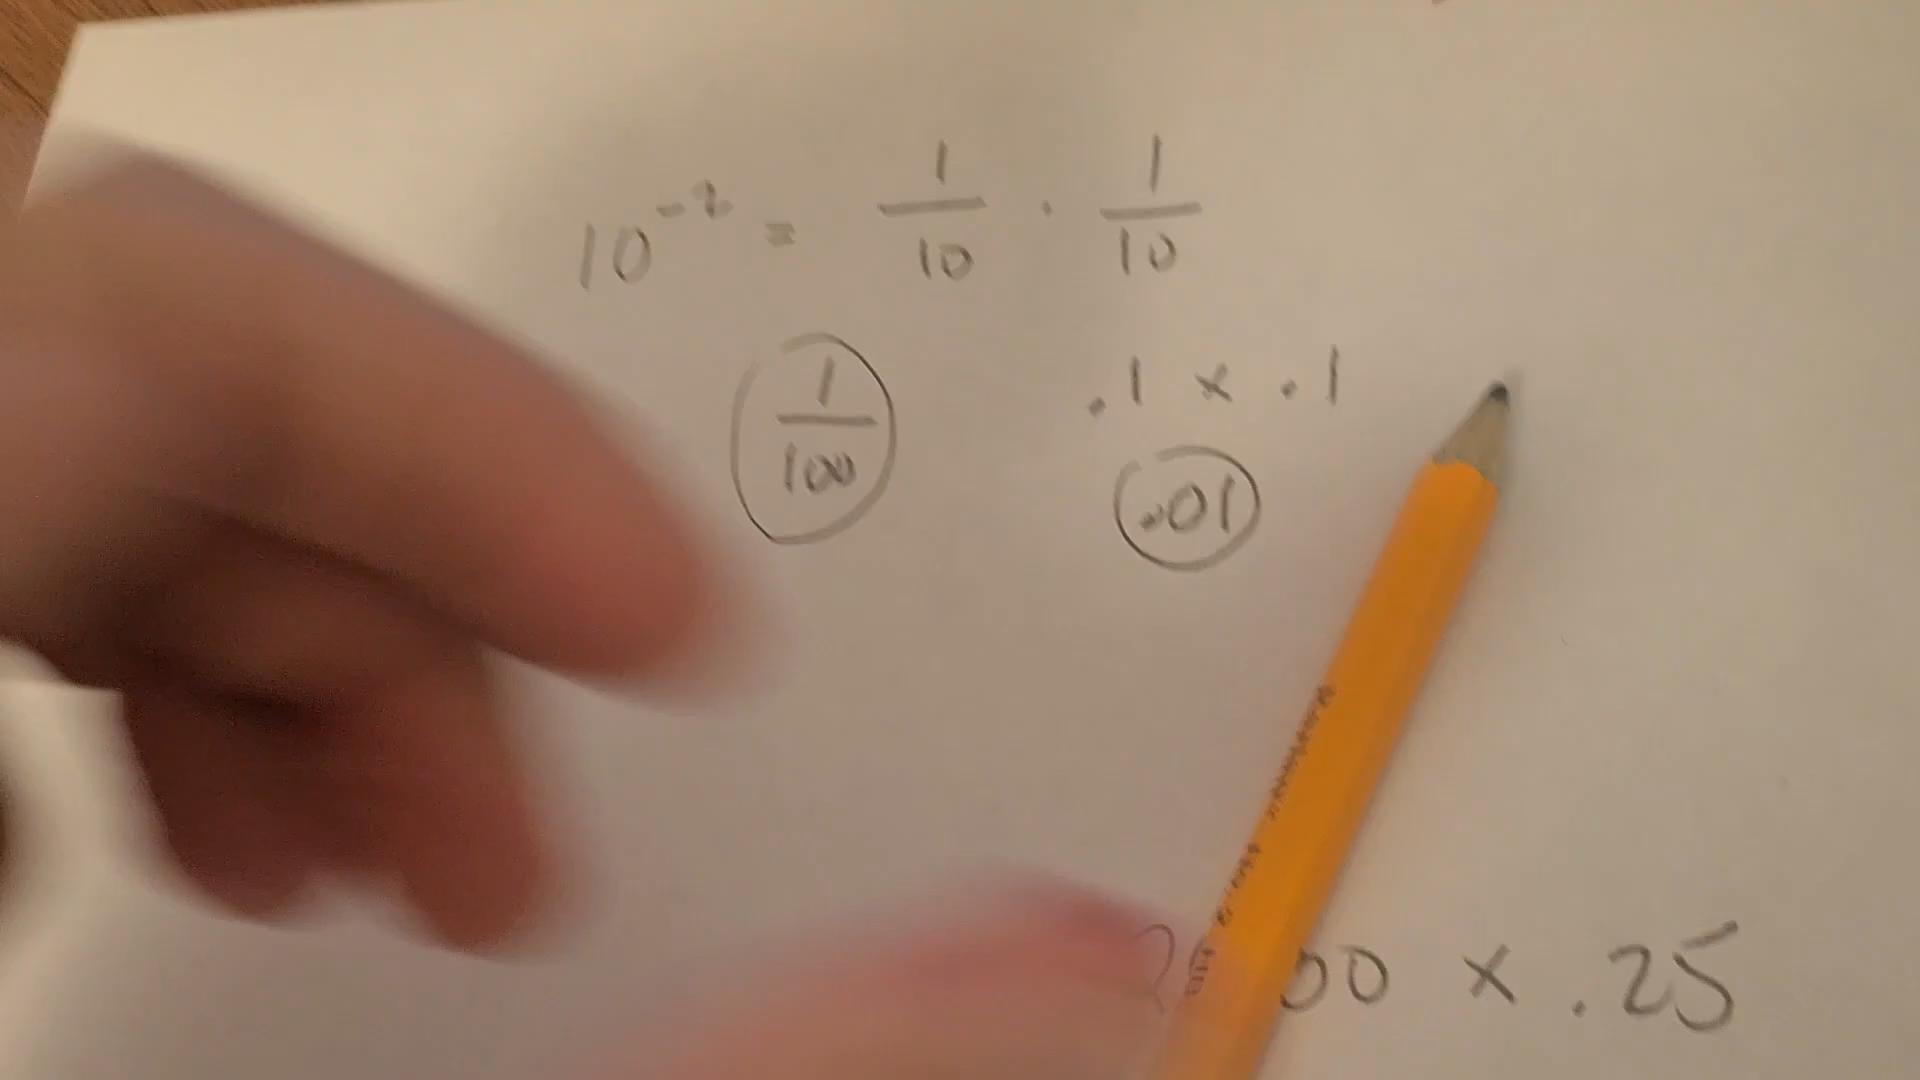 10⁻² = 1/10 · 1/10
1/100
.1 x .1
.01
00 x .25